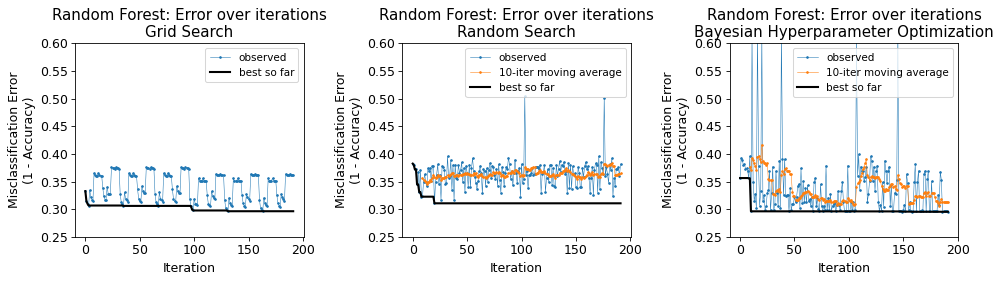 Random Forest: Error over iterations
Grid Search
Misclassification Error
(1 - Accuracy)
0.60
0.55
0.50
0.45
0.40
0.35
0.30
0.25
observed
best so far
0
50
100
150
200
Iteration
Random Forest: Error over iterations
Random Search
Misclassification Error
(1 - Accuracy)
0.60
0.55
0.50
0.45
0.40
0.35
0.30
0.25
observed
10-iter moving average
best so far
0
50
100
150
200
Iteration
Random Forest: Error over iterations
Bayesian Hyperparameter Optimization
Misclassification Error
(1 - Accuracy)
0.60
0.55
0.50
0.45
0.40
0.35
0.30
0.25
observed
10-iter moving average
best so far
0
50
100
150
200
Iteration